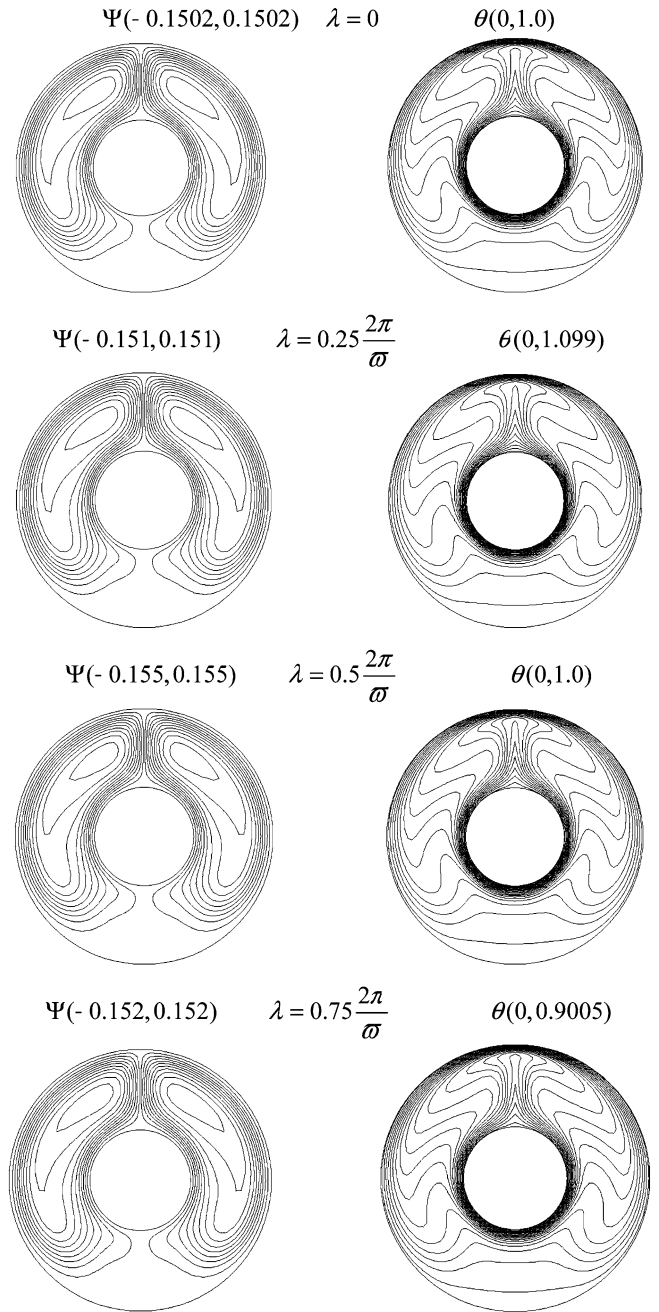 Ψ(- 0.1502, 0.1502) λ = 0 θ(0,1.0)
Ψ(- 0.151, 0.151) λ = 0.25 2π/ϖ θ(0,1.099)
Ψ(- 0.155, 0.155) λ = 0.5 2π/ϖ θ(0,1.0)
Ψ(- 0.152, 0.152) λ = 0.75 2π/ϖ θ(0,0.9005)